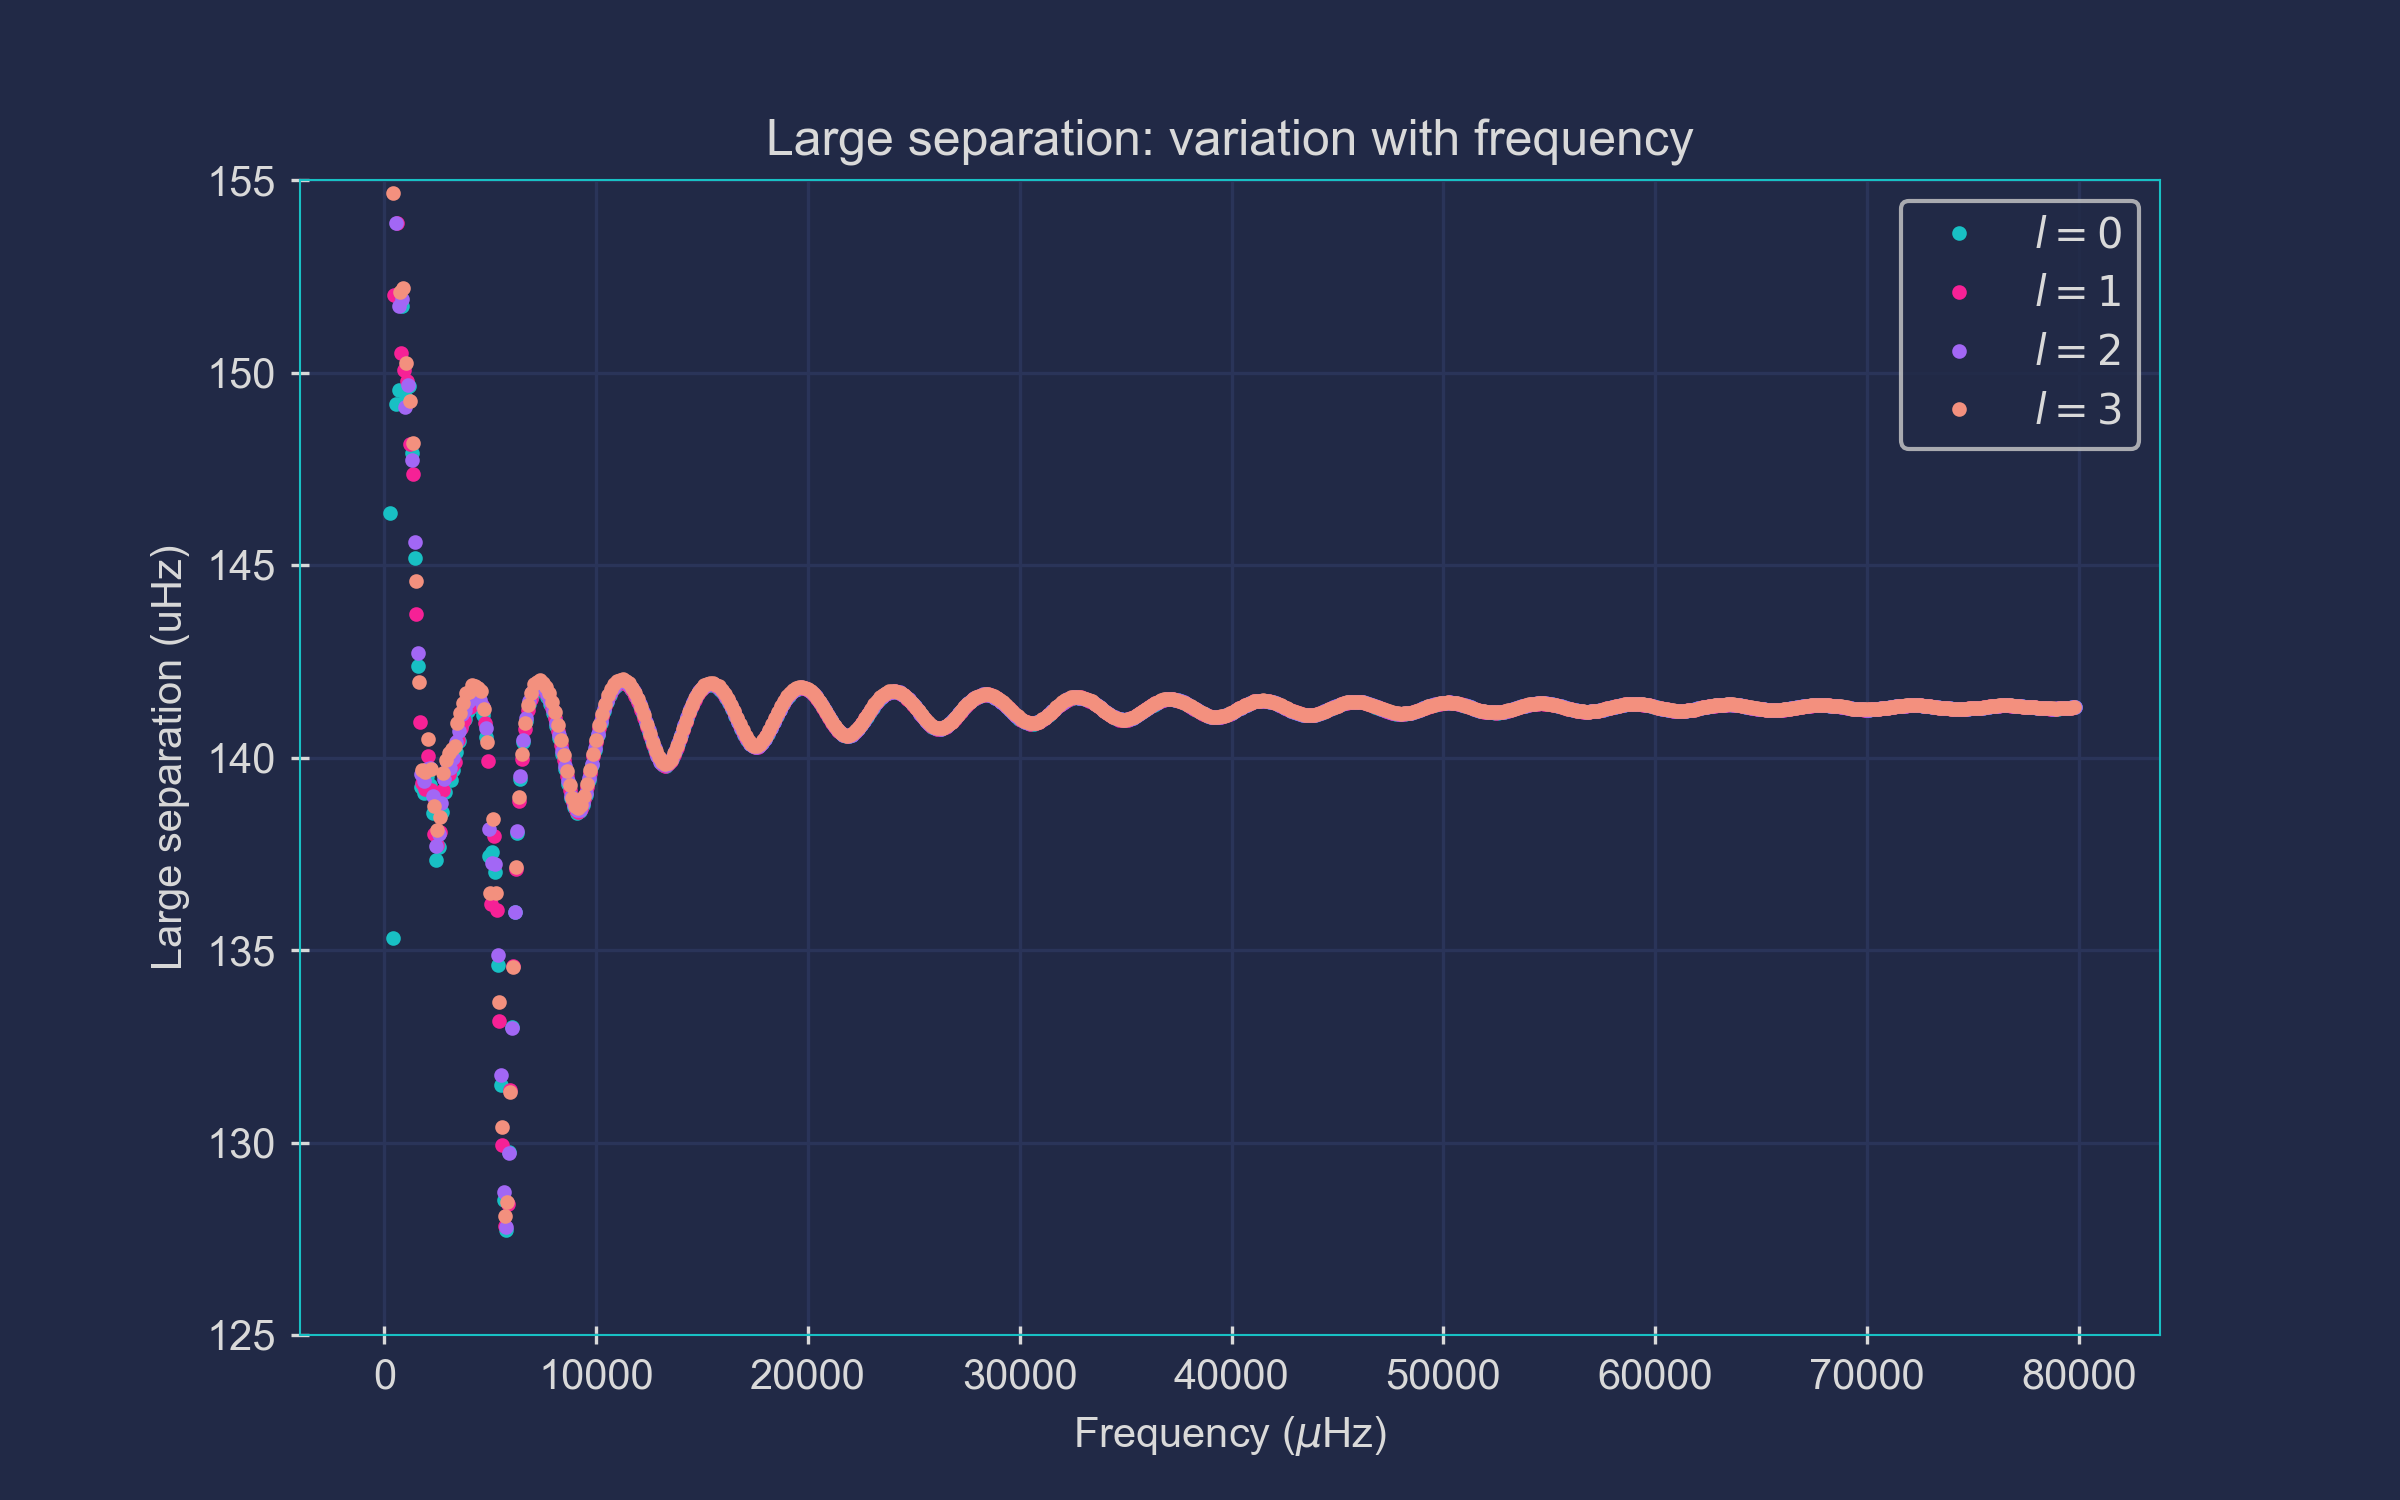 Large separation: variation with frequency
155
150
145
140
135
130
125
Large separation (uHz)
l = 0
l = 1
l = 2
l = 3
0 10000 20000 30000 40000 50000 60000 70000 80000
Frequency (μHz)